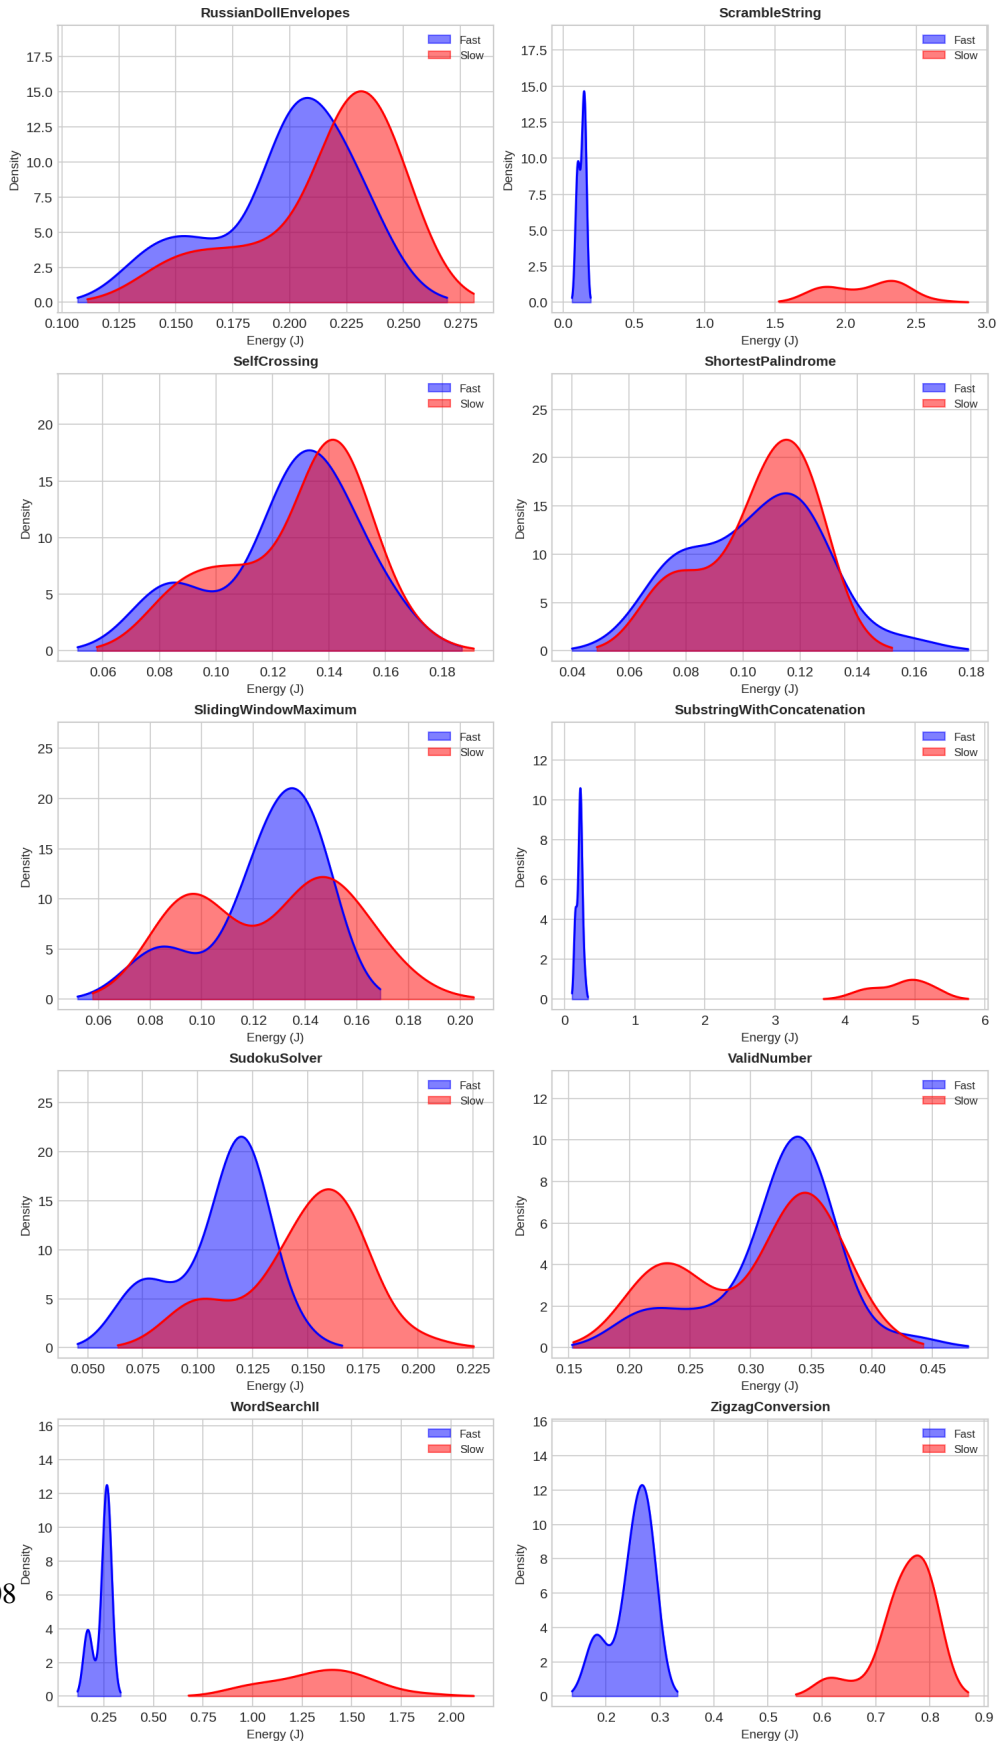 RussianDollEnvelopes
Fast
Slow
17.5
15.0
12.5
10.0
7.5
5.0
2.5
0.0
Density
0.100 0.125 0.150 0.175 0.200 0.225 0.250 0.275
Energy (J)
ScrambleString
Fast
Slow
17.5
15.0
12.5
10.0
7.5
5.0
2.5
0.0
Density
0.0 0.5 1.0 1.5 2.0 2.5 3.0
Energy (J)
SelfCrossing
Fast
Slow
20
15
10
5
0
Density
0.06 0.08 0.10 0.12 0.14 0.16 0.18
Energy (J)
ShortestPalindrome
Fast
Slow
25
20
15
10
5
0
Density
0.04 0.06 0.08 0.10 0.12 0.14 0.16 0.18
Energy (J)
SlidingWindowMaximum
Fast
Slow
25
20
15
10
5
0
Density
0.06 0.08 0.10 0.12 0.14 0.16 0.18 0.20
Energy (J)
SubstringWithConcatenation
Fast
Slow
12
10
8
6
4
2
0
Density
0 1 2 3 4 5 6
Energy (J)
SudokuSolver
Fast
Slow
25
20
15
10
5
0
Density
0.050 0.075 0.100 0.125 0.150 0.175 0.200 0.225
Energy (J)
ValidNumber
Fast
Slow
12
10
8
6
4
2
0
Density
0.15 0.20 0.25 0.30 0.35 0.40 0.45
Energy (J)
WordSearchII
Fast
Slow
16
14
12
10
8
6
4
2
0
Density
0.25 0.50 0.75 1.00 1.25 1.50 1.75 2.00
Energy (J)
ZigzagConversion
Fast
Slow
16
14
12
10
8
6
4
2
0
Density
0.2 0.3 0.4 0.5 0.6 0.7 0.8 0.9
Energy (J)